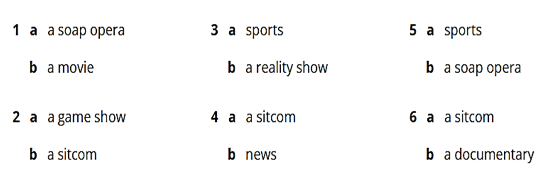 1 a a soap opera
b a movie
2 a a game show
b a sitcom
3 a sports
b a reality show
4 a a sitcom
b news
5 a sports
b a soap opera
6 a a sitcom
b a documentary